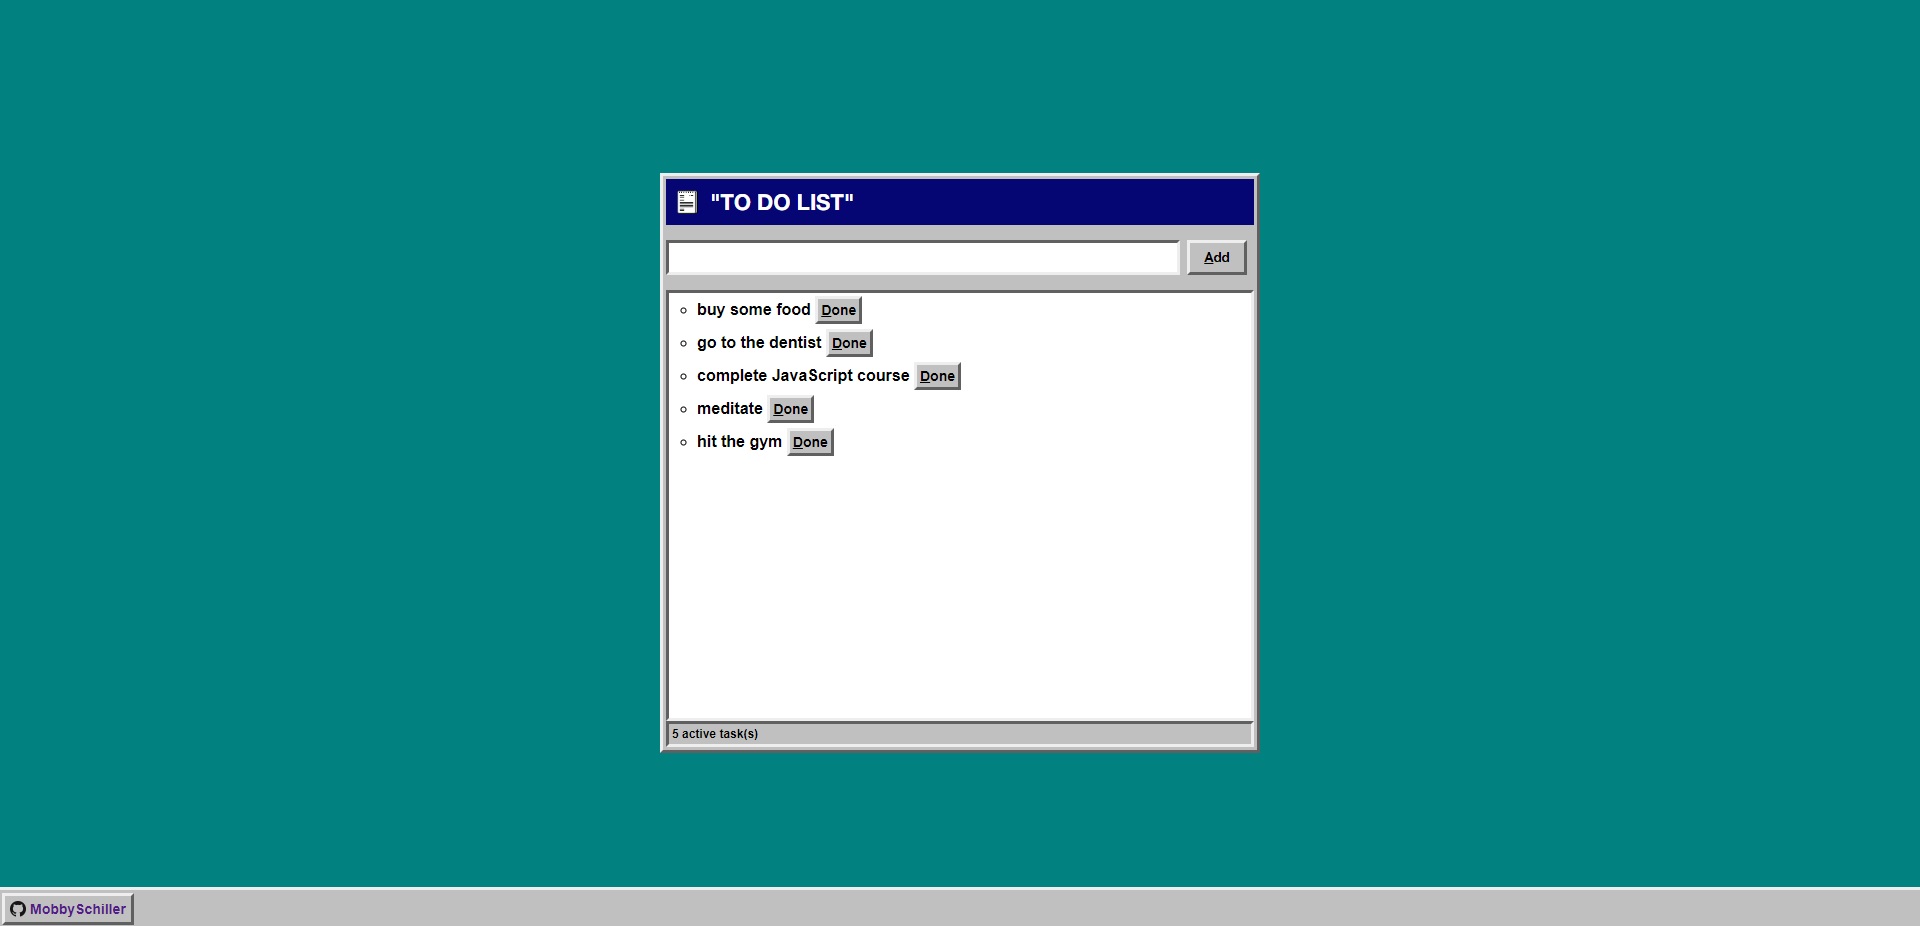 "TO DO LIST"
Add
buy some food Done
go to the dentist Done
complete JavaScript course Done
meditate Done
hit the gym Done
5 active task(s)
MobbySchiller